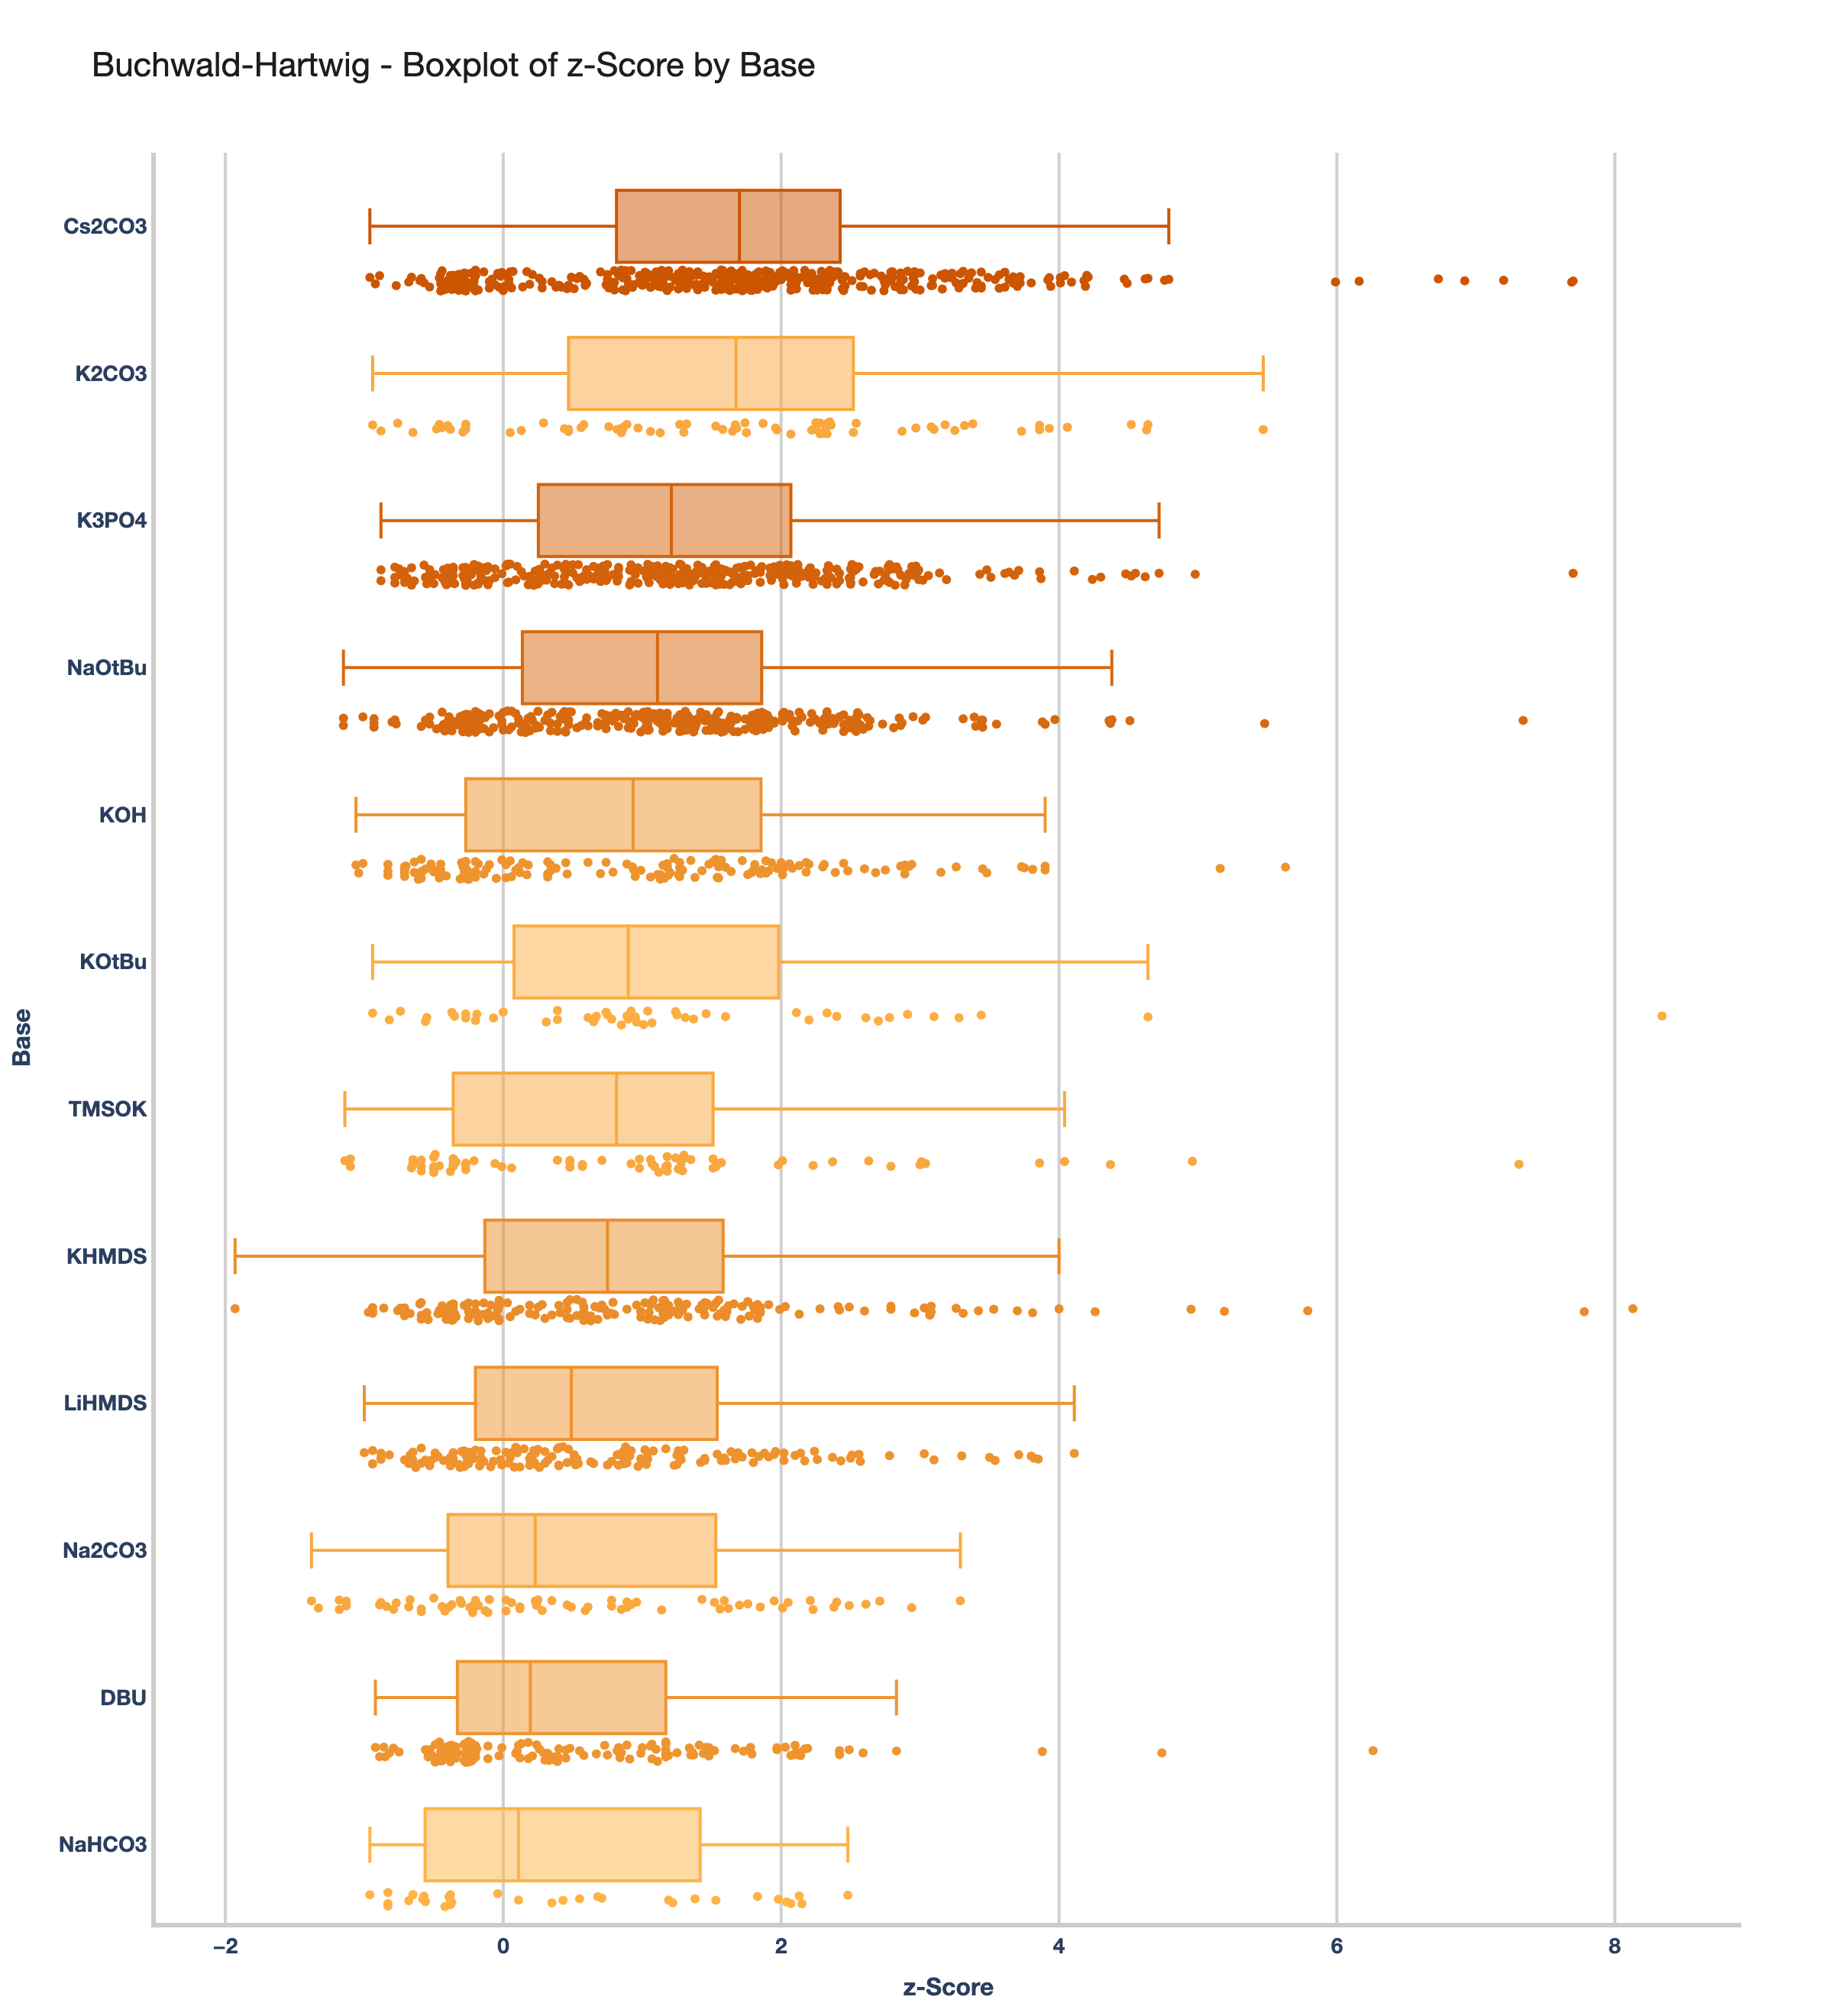 Buchwald-Hartwig - Boxplot of z-Score by Base
Cs2CO3
K2CO3
K3PO4
NaOtBu
KOH
KOtBu
TMSOK
KHMDS
LiHMDS
Na2CO3
DBU
NaHCO3
Base
−2 0 2 4 6 8
z-Score